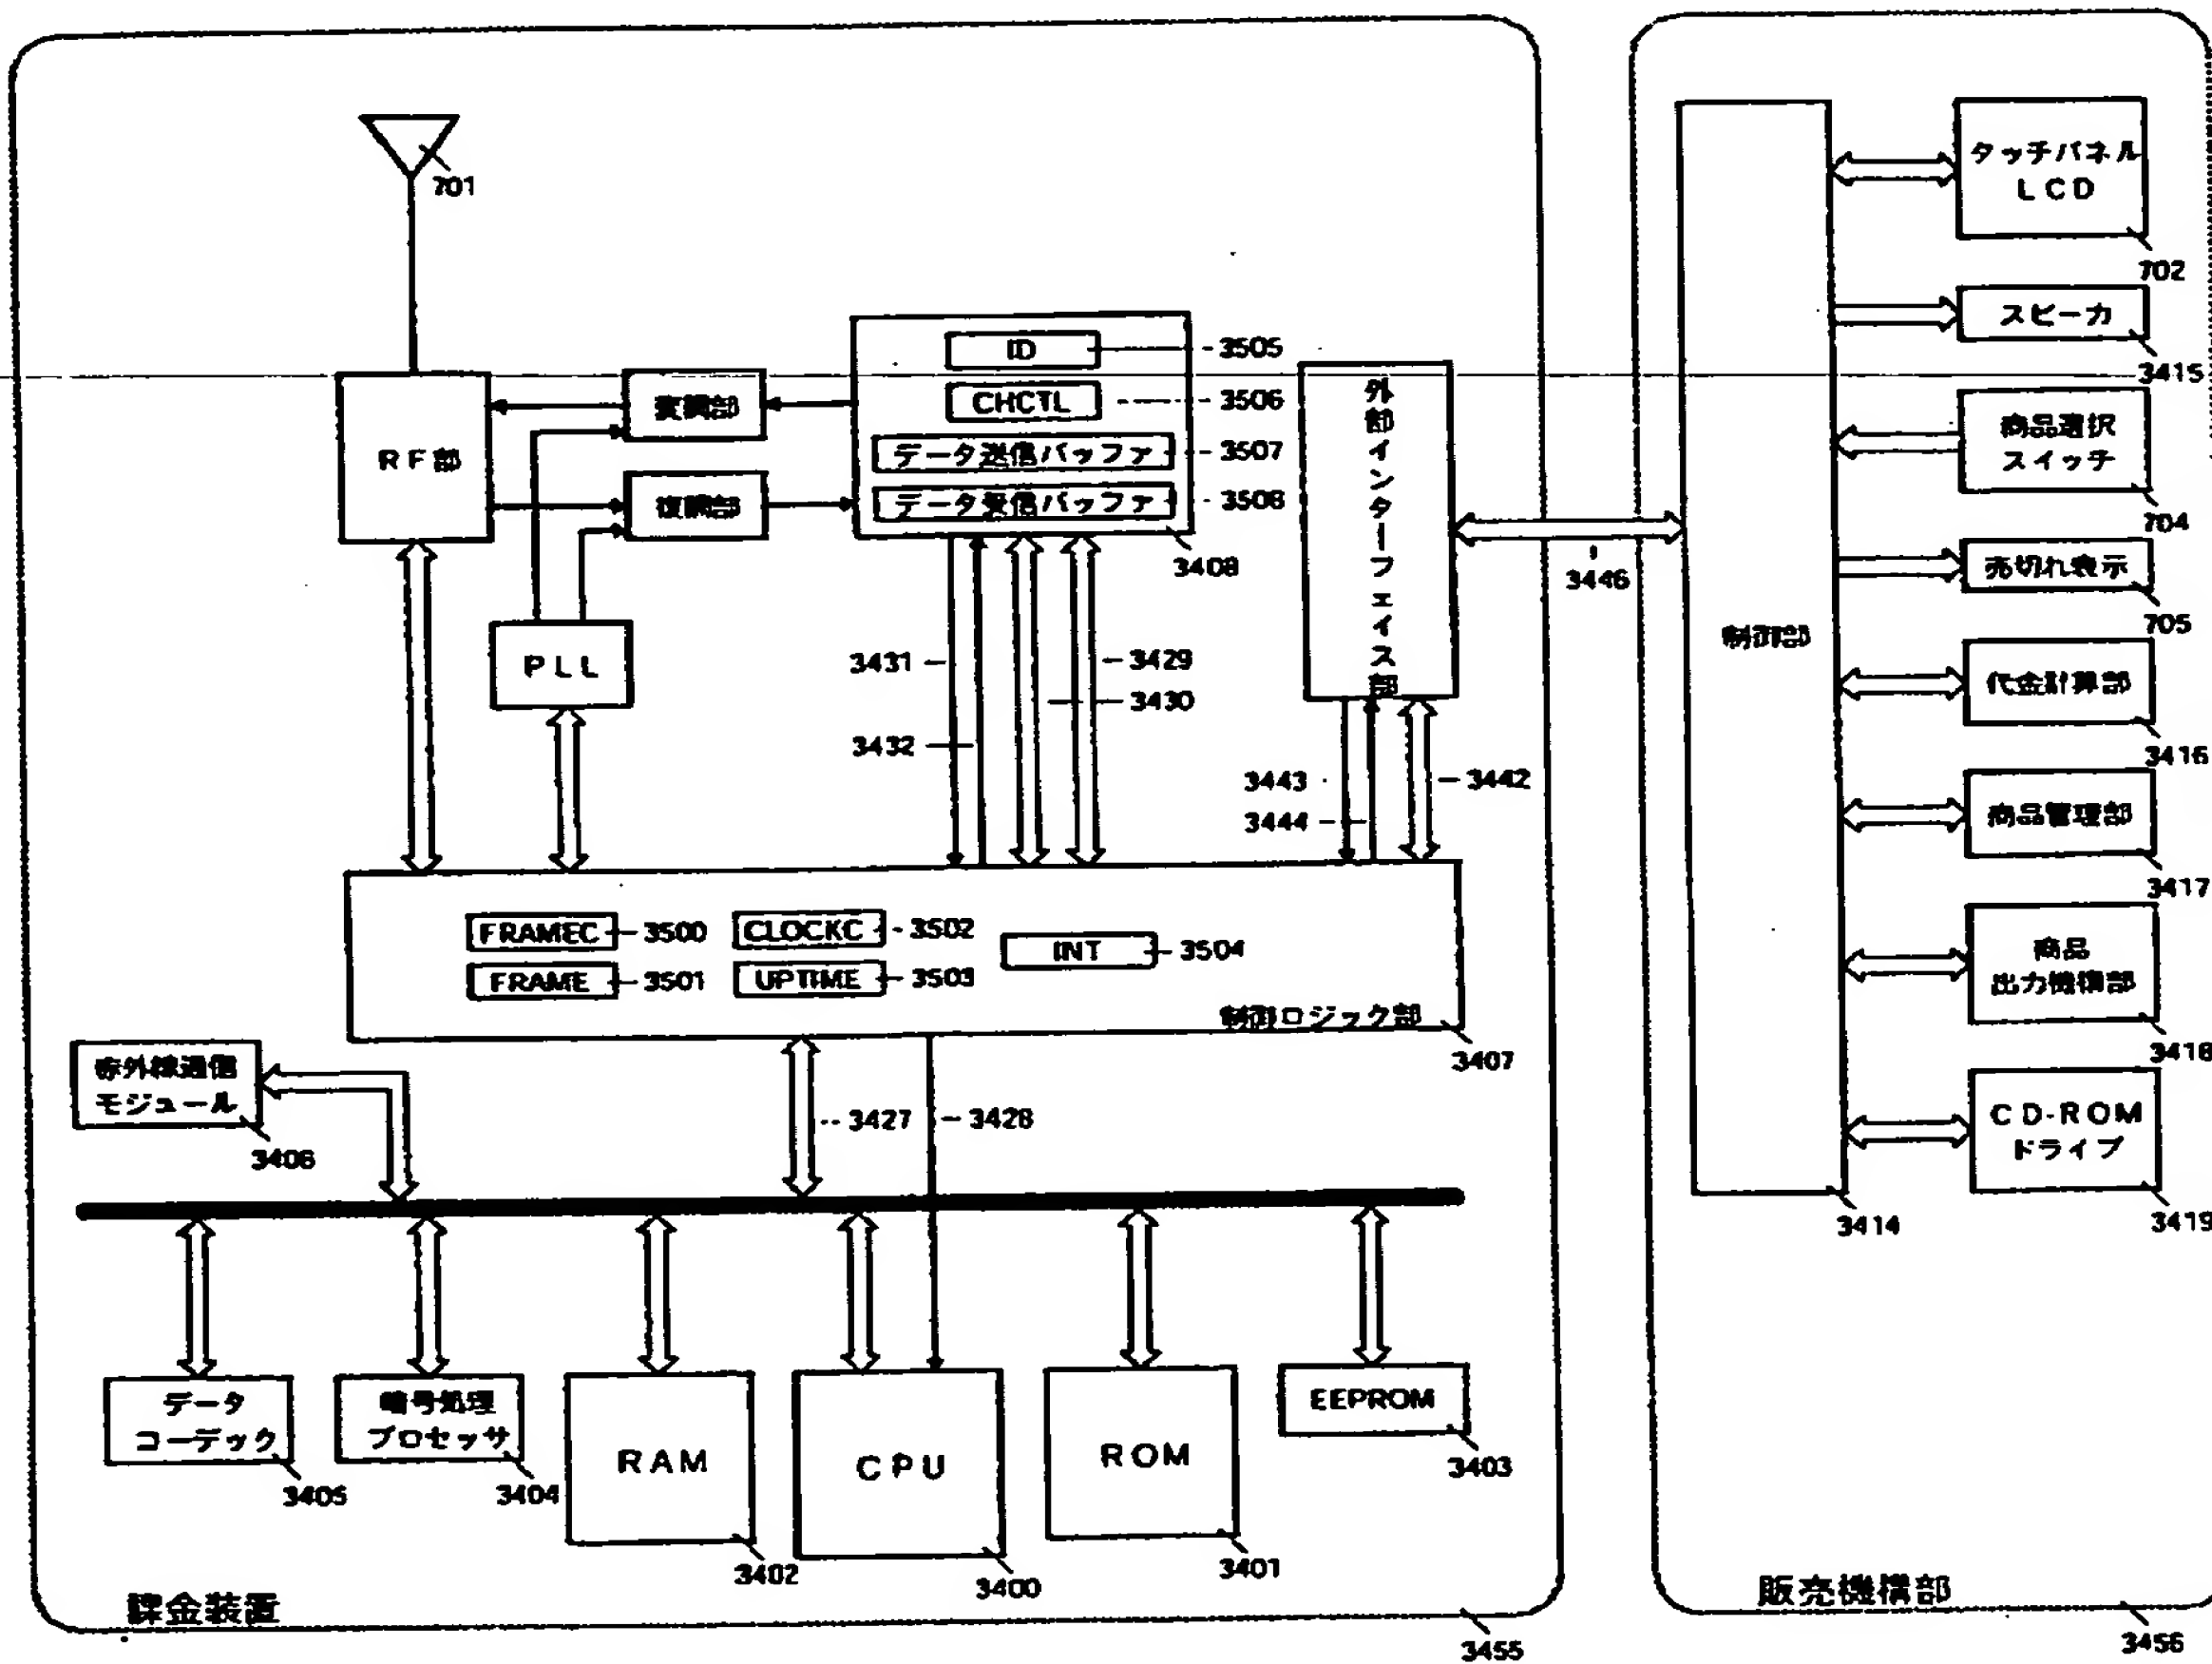 701
RF部
変調部
復調部
PLL
ID
3505
CHCTL
3506
データ送信バッファ
3507
データ受信バッファ
3508
3408
外部インターフェイス部
3446
3431
3429
3430
3432
3443
3442
3444
FRAMEC
3500
CLOCKC
3502
INT
3504
FRAME
3501
UPTIME
3503
制御ロジック部
3407
赤外線通信
モジュール
3406
3427
3428
データ
コーデック
3405
暗号処理
プロセッサ
3404
RAM
3402
CPU
3400
ROM
3401
EEPROM
3403
課金装置
3455
制御部
3414
タッチパネル
LCD
702
スピーカ
3415
商品選択
スイッチ
704
売切れ表示
705
代金計算部
3416
商品管理部
3417
商品
出力機構部
3418
CD-ROM
ドライブ
3419
販売機構部
3456